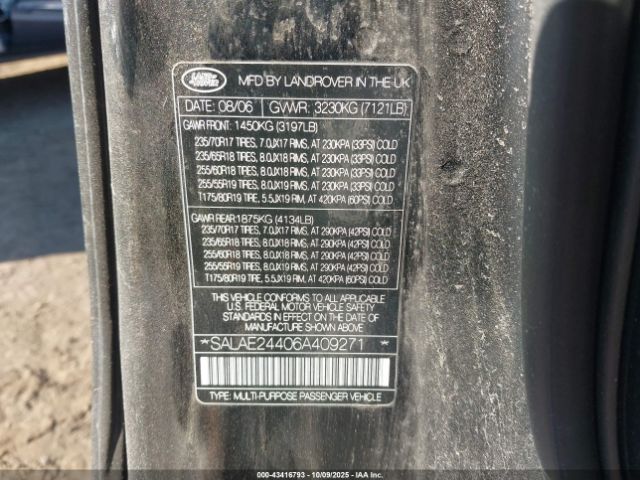 LAND ROVER
MFD BY LANDROVER IN THE UK
DATE: 08/06 GVWR: 3230KG (7121LB)
GAWR FRONT: 1450KG (3197LB)
235/70R17 TIRES, 7.0JX17 RIMS, AT 230KPA (33PSI) COLD
235/65R18 TIRES, 8.0JX18 RIMS, AT 230KPA (33PSI) COLD
255/60R18 TIRES, 8.0JX18 RIMS, AT 230KPA (33PSI) COLD
255/55R19 TIRES, 8.0JX19 RIMS, AT 230KPA (33PSI) COLD
T175/80R19 TIRE, 5.5JX19 RIM, AT 420KPA (60PSI) COLD
GAWR REAR: 1875KG (4134LB)
235/70R17 TIRES, 7.0JX17 RIMS, AT 290KPA (42PSI) COLD
235/65R18 TIRES, 8.0JX18 RIMS, AT 290KPA (42PSI) COLD
255/60R18 TIRES, 8.0JX18 RIMS, AT 290KPA (42PSI) COLD
255/55R19 TIRES, 8.0JX19 RIMS, AT 290KPA (42PSI) COLD
T175/80R19 TIRE, 5.5JX19 RIM, AT 420KPA (60PSI) COLD
THIS VEHICLE CONFORMS TO ALL APPLICABLE
U.S. FEDERAL MOTOR VEHICLE SAFETY
STANDARDS IN EFFECT ON THE DATE OF
MANUFACTURE SHOWN ABOVE
*SALAE24406A409271 *
TYPE: MULTI-PURPOSE PASSENGER VEHICLE
000-43416793 - 10/09/2025 - IAAI.COM